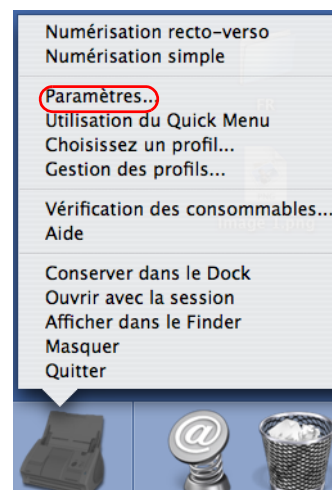 Numérisation recto-verso
Numérisation simple
Paramètres...
Utilisation du Quick Menu
Choisissez un profil...
Gestion des profils...
Vérification des consommables...
Aide
Conserver dans le Dock
Ouvrir avec la session
Afficher dans le Finder
Masquer
Quitter
@